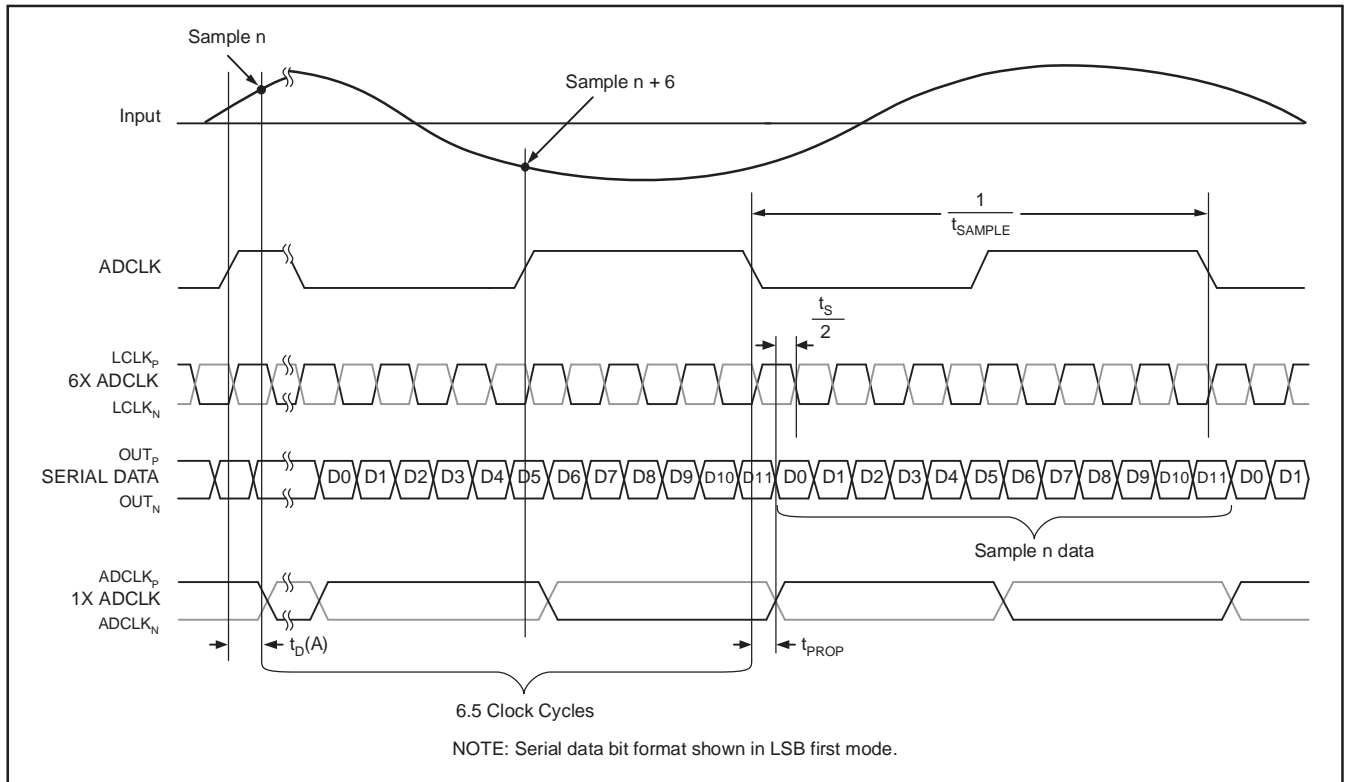 Sample n
Sample n + 6
Input
1
tSAMPLE
ADCLK
tS
2
LCLKP
6X ADCLK
LCLKN
OUTP
SERIAL DATA
OUTN
D0 D1 D2 D3 D4 D5 D6 D7 D8 D9 D10 D11 D0 D1 D2 D3 D4 D5 D6 D7 D8 D9 D10 D11 D0 D1
Sample n data
ADCLKP
1X ADCLK
ADCLKN
tD(A)
tPROP
6.5 Clock Cycles
NOTE: Serial data bit format shown in LSB first mode.